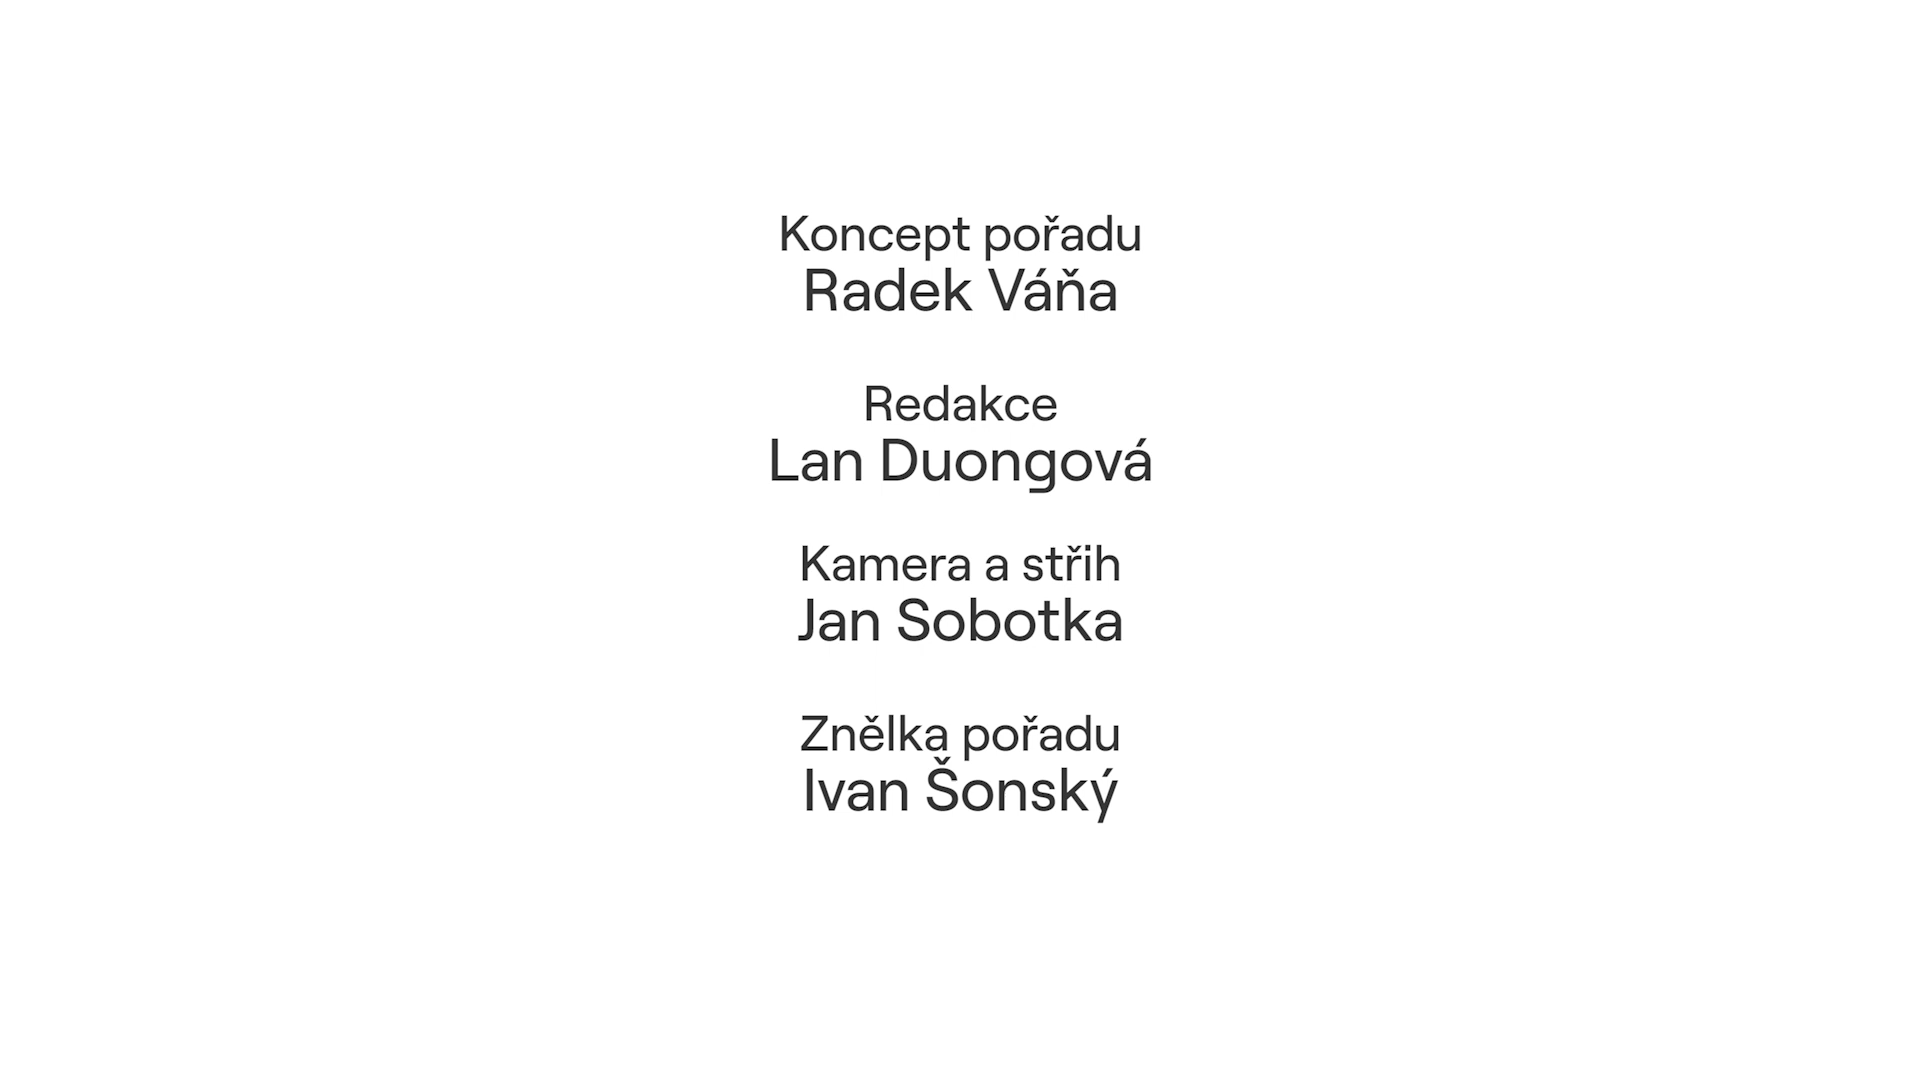 Koncept pořadu
Radek Váňa
Redakce
Lan Duongová
Kamera a střih
Jan Sobotka
Znělka pořadu
Ivan Šonský